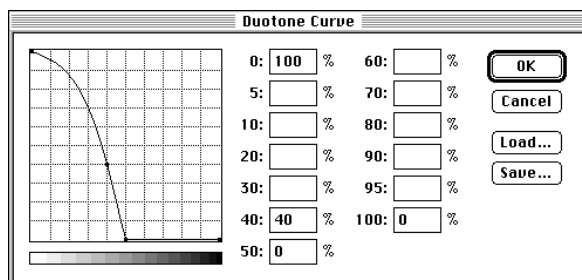 Duotone Curve
0: 100 % 60: % OK
5: % 70: % Cancel
10: % 80: %
20: % 90: % Load...
30: % 95: % Save...
40: 40 % 100: 0 %
50: 0 %